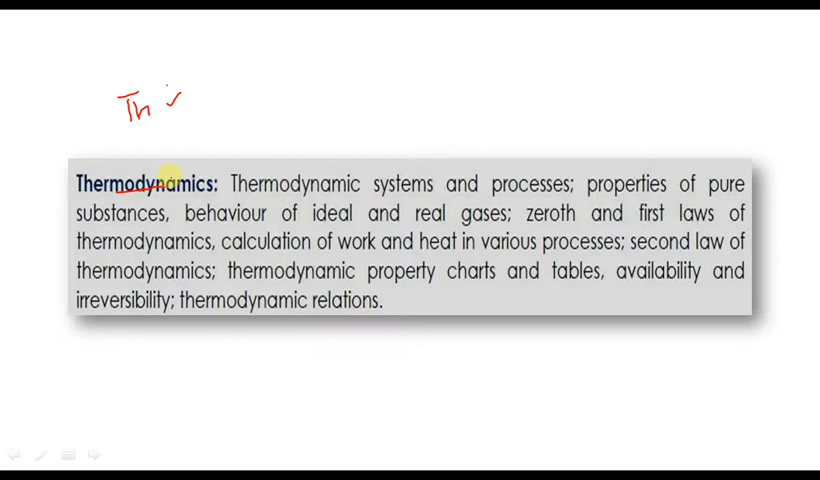 Th
Thermodynamics: Thermodynamic systems and processes; properties of pure
substances, behaviour of ideal and real gases; zeroth and first laws of
thermodynamics, calculation of work and heat in various processes; second law of
thermodynamics; thermodynamic property charts and tables, availability and
irreversibility; thermodynamic relations.